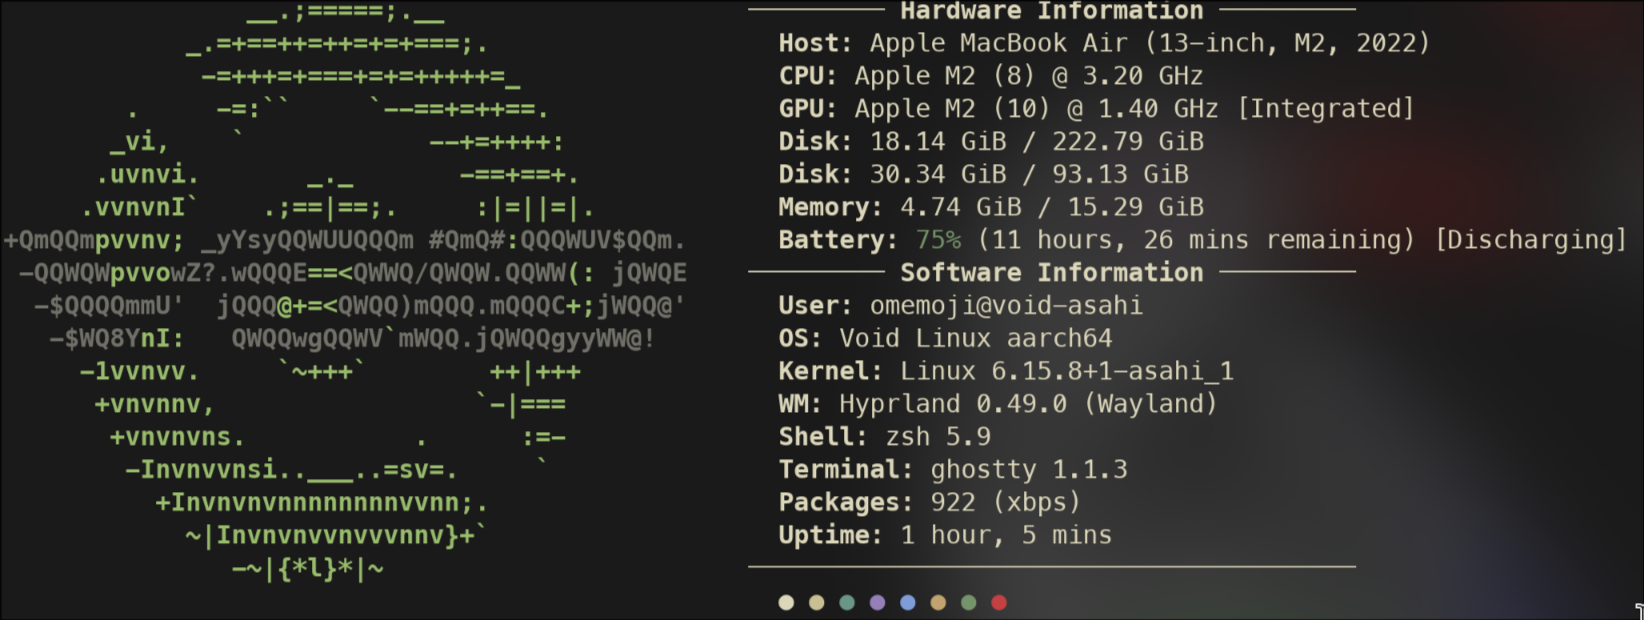 __.;=====;.__
_.=+==++=++=+=+===;.
-=+++=+===+=+=+++++=_
.     -=:``     `--==+=++==.
_vi,    `            --+=++++:
.uvnvi.       _._       -==+==+.
.vvnvnI`    .;==|==;.     :|=||=|.
+QmQQmpvvnv; _yYsyQQWUUQQQm #QmQ#:QQQWUV$QQm.
-QQWQWpvvowZ?.wQQQE==<QWWQ/QWQW.QQWW(: jQWQE
-$QQQQmmU'  jQQQ@+=<QWQQ)mQQQ.mQQQC+;jWQQ@'
-$WQ8YnI:   QWQQwgQQWV`mWQQ.jQWQQgyyWW@!
-1vvnvv.     `~+++`        ++|+++
+vnvnnv,                 `-|===
+vnvnvns.           .      :=-
-Invnvvnsi..___..=sv=.     `
+Invnvnvnnnnnnnnvvnn;.
~|Invnvnvvnvvvnnv}+`
-~|{*l}*|~
Hardware Information
Host: Apple MacBook Air (13-inch, M2, 2022)
CPU: Apple M2 (8) @ 3.20 GHz
GPU: Apple M2 (10) @ 1.40 GHz [Integrated]
Disk: 18.14 GiB / 222.79 GiB
Disk: 30.34 GiB / 93.13 GiB
Memory: 4.74 GiB / 15.29 GiB
Battery: 75% (11 hours, 26 mins remaining) [Discharging]
Software Information
User: omemoji@void-asahi
OS: Void Linux aarch64
Kernel: Linux 6.15.8+1-asahi_1
WM: Hyprland 0.49.0 (Wayland)
Shell: zsh 5.9
Terminal: ghostty 1.1.3
Packages: 922 (xbps)
Uptime: 1 hour, 5 mins